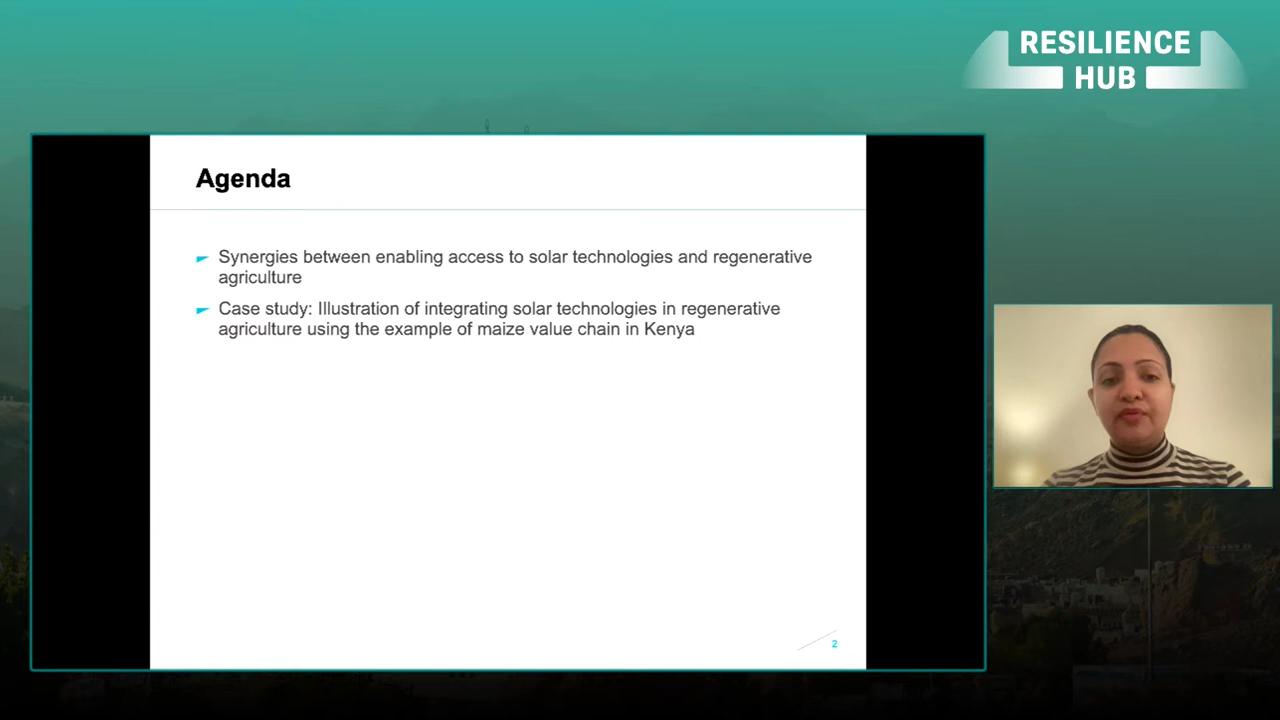 RESILIENCE
HUB
Agenda
Synergies between enabling access to solar technologies and regenerative
agriculture
Case study: Illustration of integrating solar technologies in regenerative
agriculture using the example of maize value chain in Kenya
2